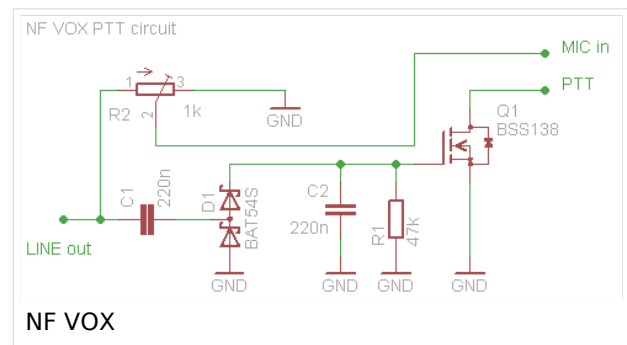 NF VOX PTT circuit
MIC in
PTT
1
3
R2
2
1k
GND
Q1
BSS138
C1
220n
D1
BAT54S
C2
220n
R1
47k
LINE out
GND
GND
GND
GND
NF VOX